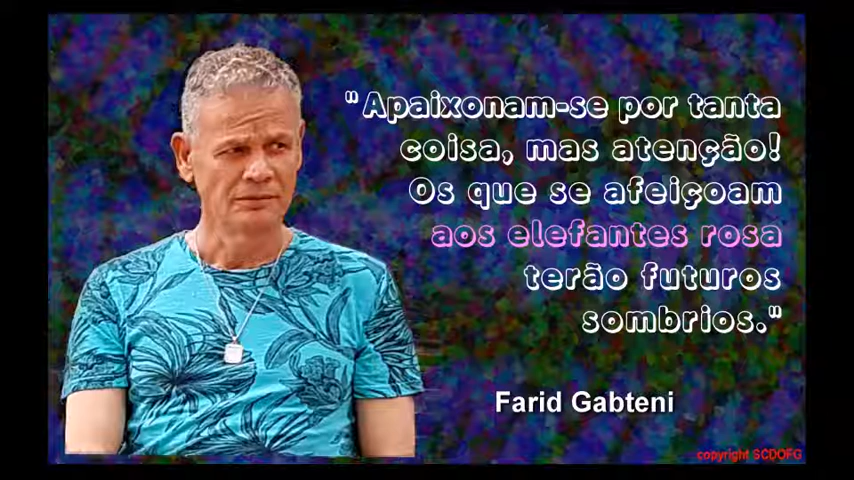 "Apaixonam-se por tanta
coisa, mas atenção!
Os que se afeiçoam
aos elefantes rosa
terão futuros
sombrios."
Farid Gabteni
copyright SCDOFG